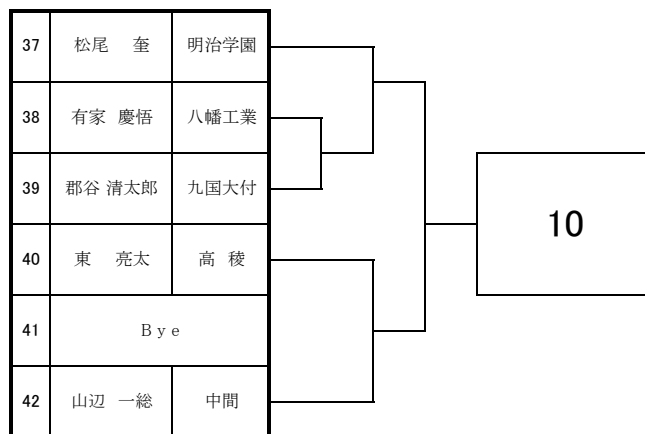 37 松尾 奎 明治学園
38 有家 慶悟 八幡工業
39 郡谷 清太郎 九国大付
40 東 亮太 高 稜
41 Bye
42 山辺 一総 中間
10